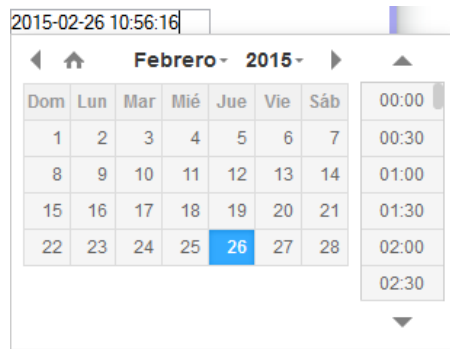 2015-02-26 10:56:16
Febrero 2015
Dom Lun Mar Mié Jue Vie Sáb 00:00
1 2 3 4 5 6 7 00:30
8 9 10 11 12 13 14 01:00
15 16 17 18 19 20 21 01:30
22 23 24 25 26 27 28 02:00
02:30